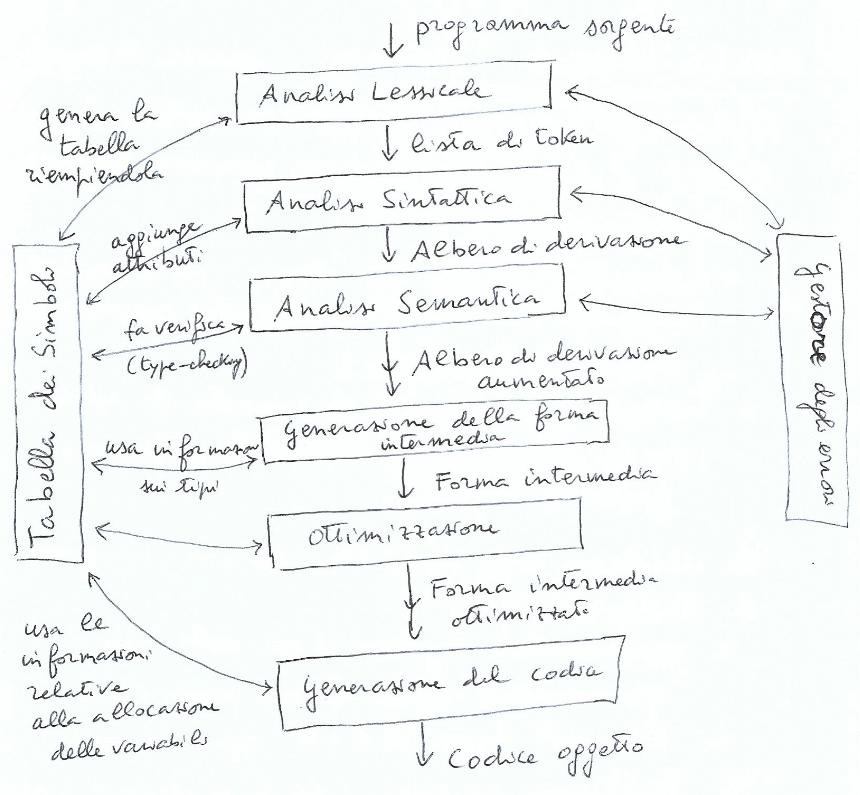 programma sorgente
Analisi Lessicale
genera la
tabella
riempiendola
lista di token
Analisi Sintattica
aggiunge
attributi
Albero di derivazione
Analisi Semantica
fa verifica
(type-checking)
Albero di derivazione
aumentato
Generazione della forma
intermedia
usa informazioni
sui tipi
Forma intermedia
Ottimizzazione
Forma intermedia
ottimizzata
usa le
informazioni
relative
alla allocazione
delle variabili
Generazione del codice
Codice oggetto
Tabella dei Simboli
Gestore degli errori